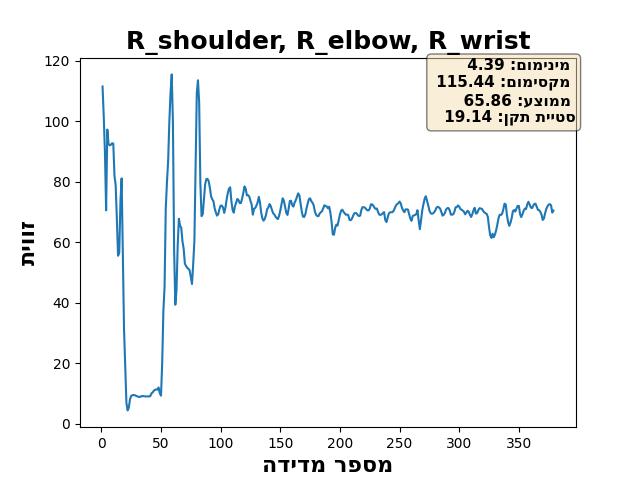 R_shoulder, R_elbow, R_wrist
מינימום: 4.39
מקסימום: 115.44
ממוצע: 65.86
סטיית תקן: 19.14
120
100
80
60
40
20
0
זווית
0 50 100 150 200 250 300 350
מספר מדידה